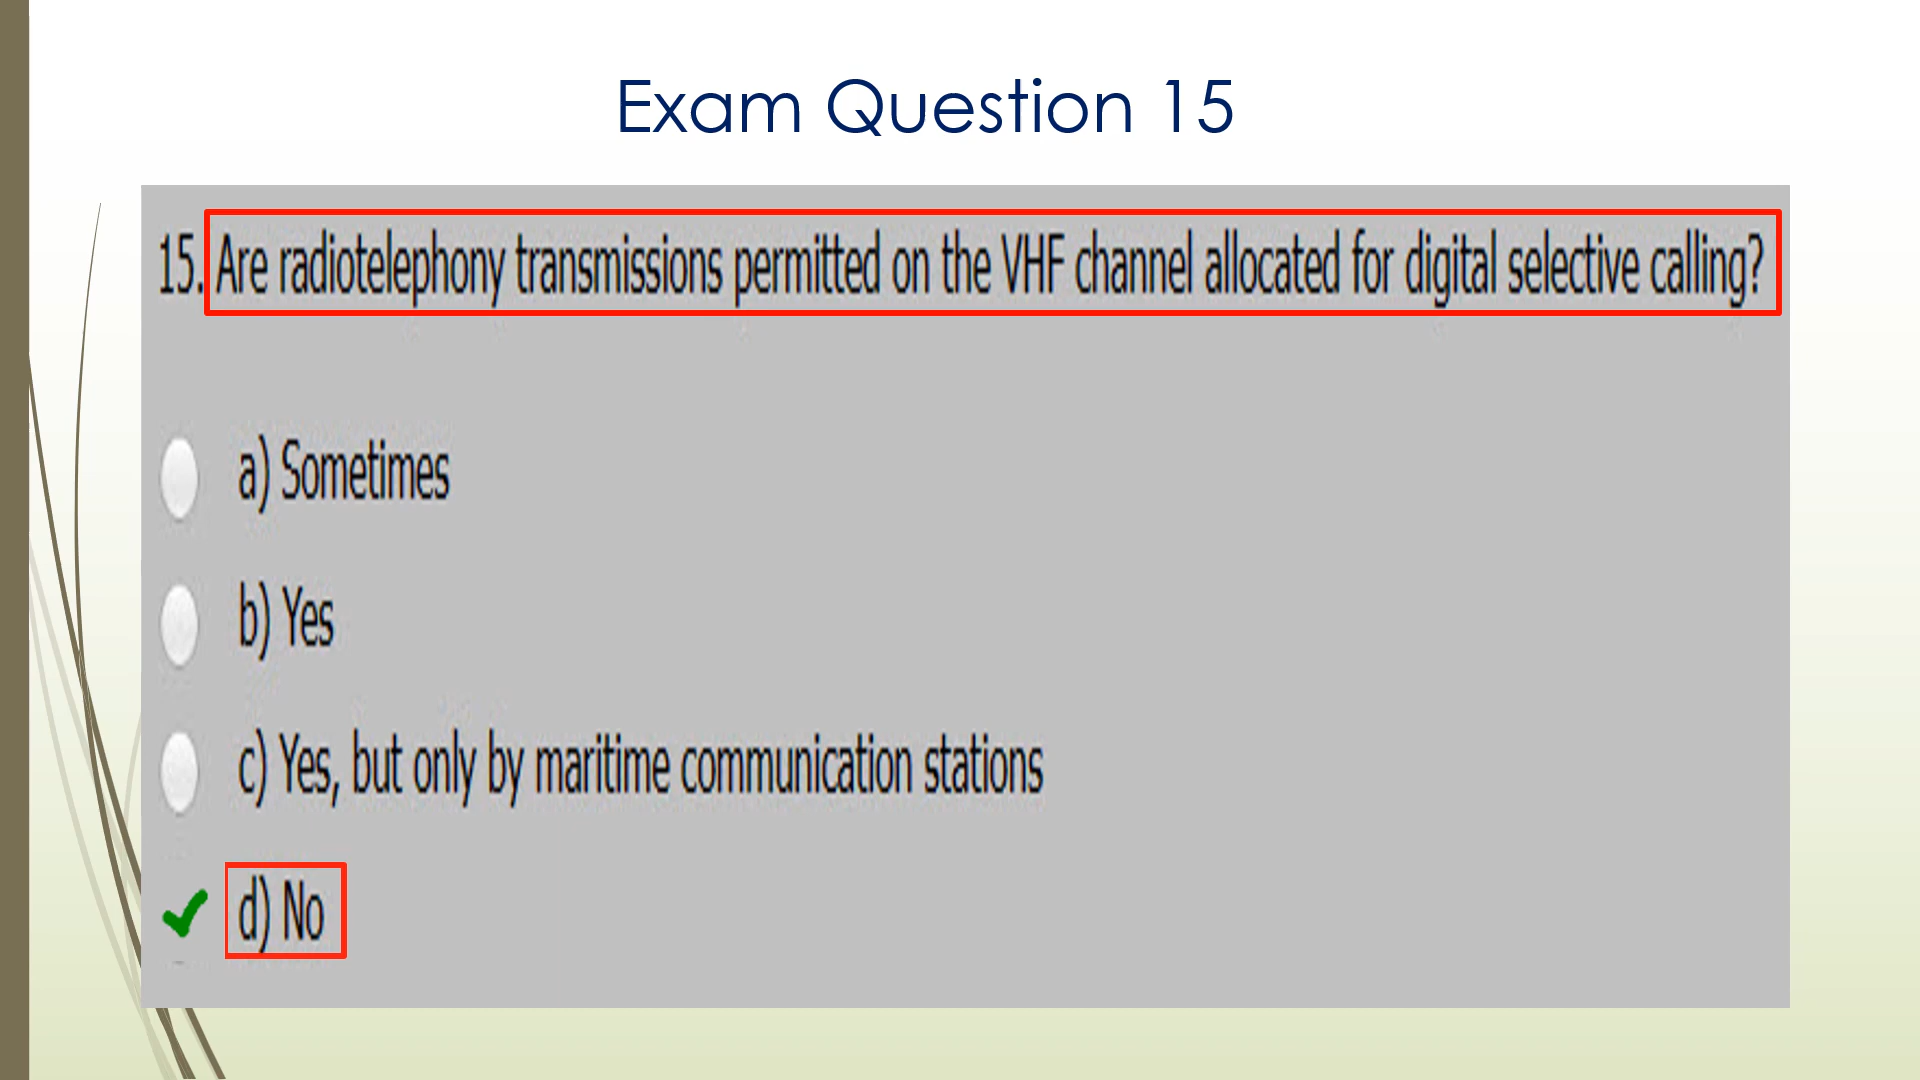 Exam Question 15
15. Are radiotelephony transmissions permitted on the VHF channel allocated for digital selective calling?
a) Sometimes
b) Yes
c) Yes, but only by maritime communication stations
d) No